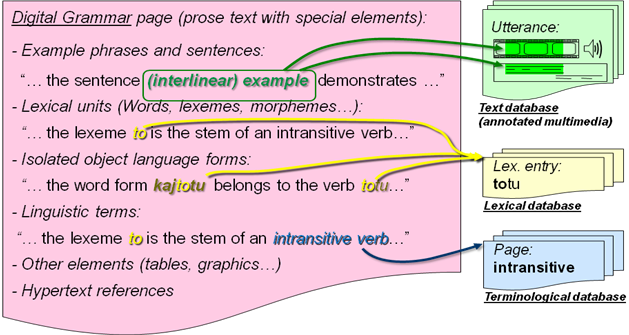 Digital Grammar page (prose text with special elements):
- Example phrases and sentences:
"… the sentence (interlinear) example demonstrates …"
- Lexical units (Words, lexemes, morphemes…):
"… the lexeme to is the stem of an intransitive verb…"
- Isolated object language forms:
"… the word form kajtotu belongs to the verb totu…"
- Linguistic terms:
"… the lexeme to is the stem of an intransitive verb…"
- Other elements (tables, graphics…)
- Hypertext references
Utterance:
Text database
(annotated multimedia)
Lex. entry:
totu
Lexical database
Page:
intransitive
Terminological database